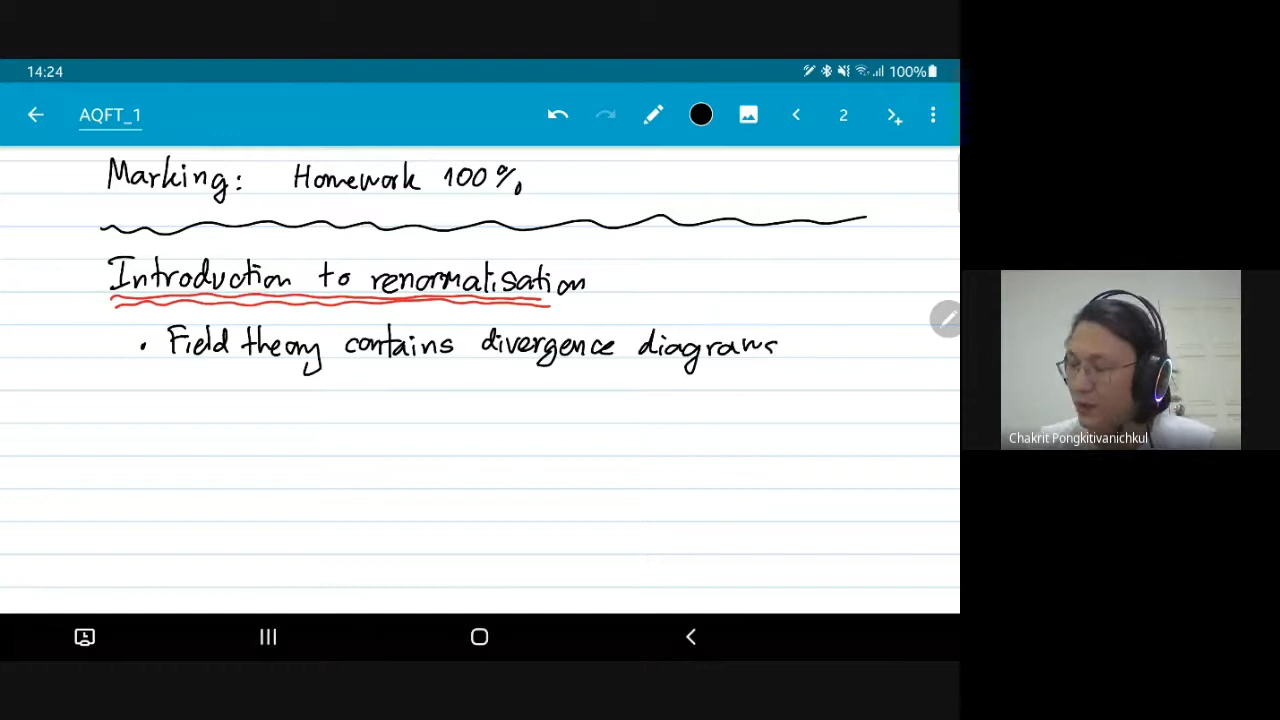 14:24
100%
AQFT_1
2
Marking: Homework 100%
Introduction to renormalisation
• Field theory contains divergence diagrams
Chakrit Pongkitivanichkul